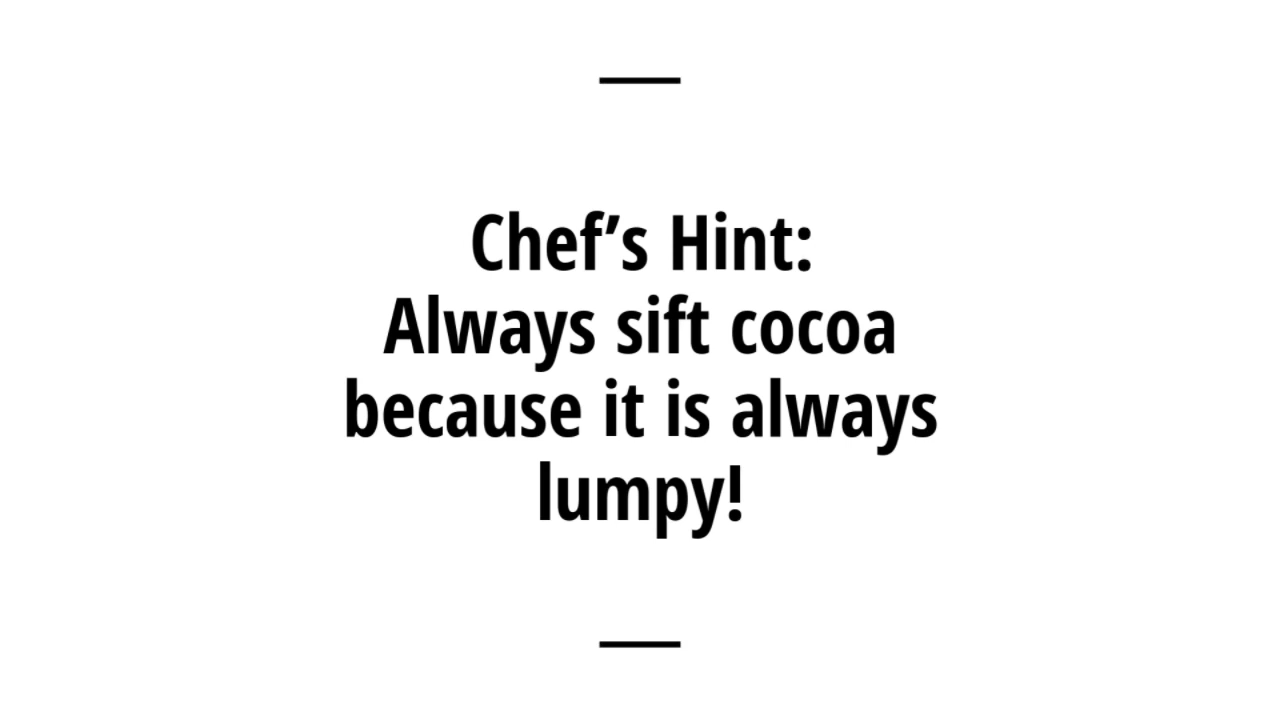 Chef’s Hint:
Always sift cocoa
because it is always
lumpy!